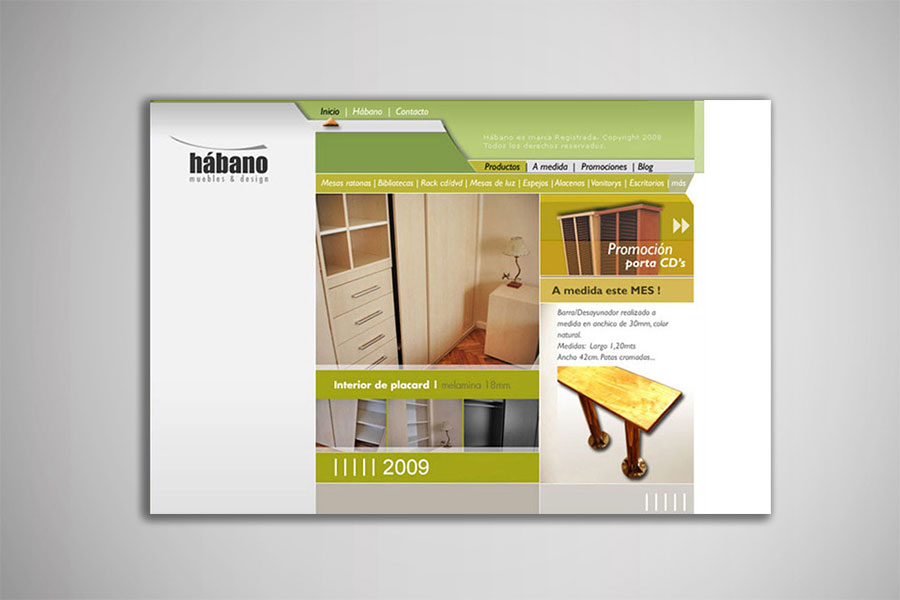 Inicio | Hábano | Contacto
Hábano es marca Registrada. Copyright 2009
Todos los derechos reservados.
hábano
muebles & design
Productos | A medida | Promociones | Blog
Mesas ratonas | Bibliotecas | Rack cd/dvd | Mesas de luz | Espejos | Alacenas | Vanitorys | Escritorios | más
Promoción
porta CD's
A medida este MES !
Barra/Desayunador realizado a
medida en anchico de 30mm, color
natural.
Medidas: Largo 1,20mts
Ancho 42cm. Patas cromadas...
Interior de placard | melamina 18mm
||||| 2009